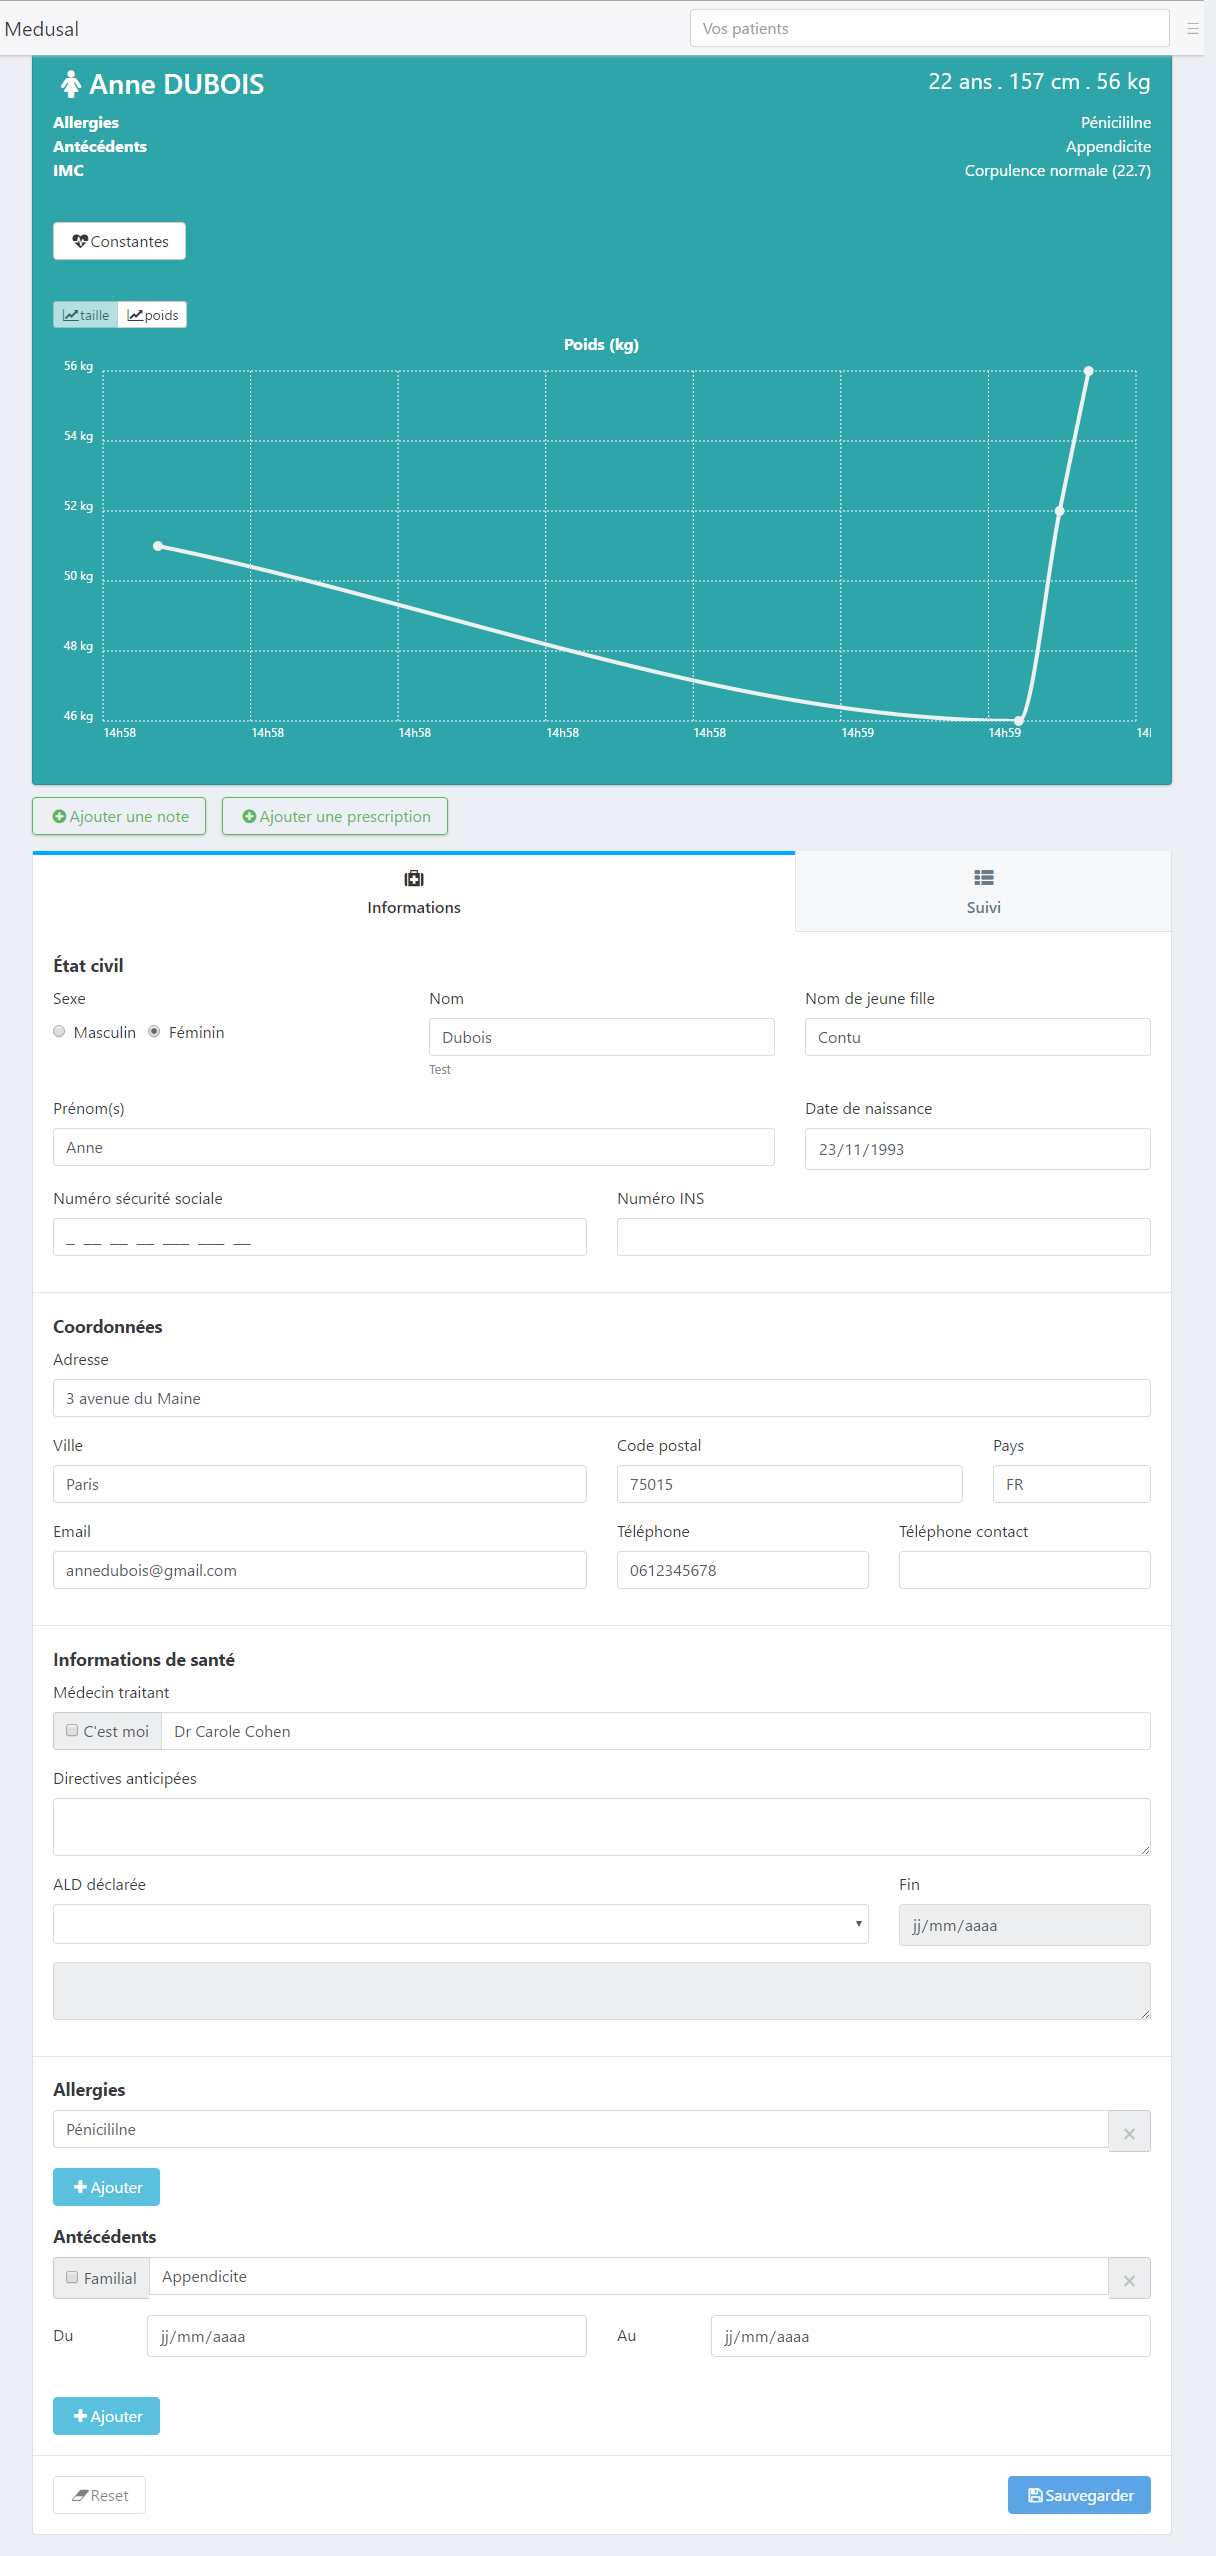 Medusal
Vos patients
Anne DUBOIS
22 ans . 157 cm . 56 kg
Allergies
Pénicililne
Antécédents
Appendicite
IMC
Corpulence normale (22.7)
Constantes
taille
poids
Poids (kg)
56 kg
54 kg
52 kg
50 kg
48 kg
46 kg
14h58 14h58 14h58 14h58 14h58 14h59 14h59
Ajouter une note
Ajouter une prescription
Informations
Suivi
État civil
Sexe
Nom
Nom de jeune fille
Masculin
Féminin
Dubois
Contu
Test
Prénom(s)
Date de naissance
Anne
23/11/1993
Numéro sécurité sociale
Numéro INS
_ __ __ __ ___ ___ __
Coordonnées
Adresse
3 avenue du Maine
Ville
Code postal
Pays
Paris
75015
FR
Email
Téléphone
Téléphone contact
annedubois@gmail.com
0612345678
Informations de santé
Médecin traitant
C'est moi
Dr Carole Cohen
Directives anticipées
ALD déclarée
Fin
jj/mm/aaaa
Allergies
Pénicililne
Ajouter
Antécédents
Familial
Appendicite
Du
jj/mm/aaaa
Au
jj/mm/aaaa
Ajouter
Reset
Sauvegarder